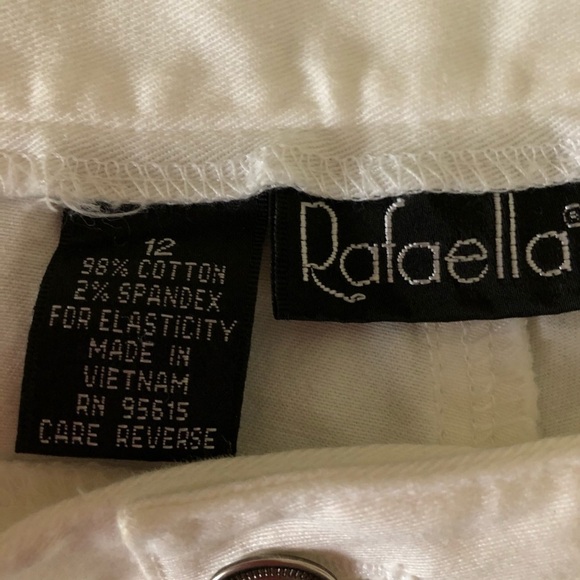 12
98% COTTON
2% SPANDEX
FOR ELASTICITY
MADE IN
VIETNAM
RN 95615
CARE REVERSE
Rafaella®